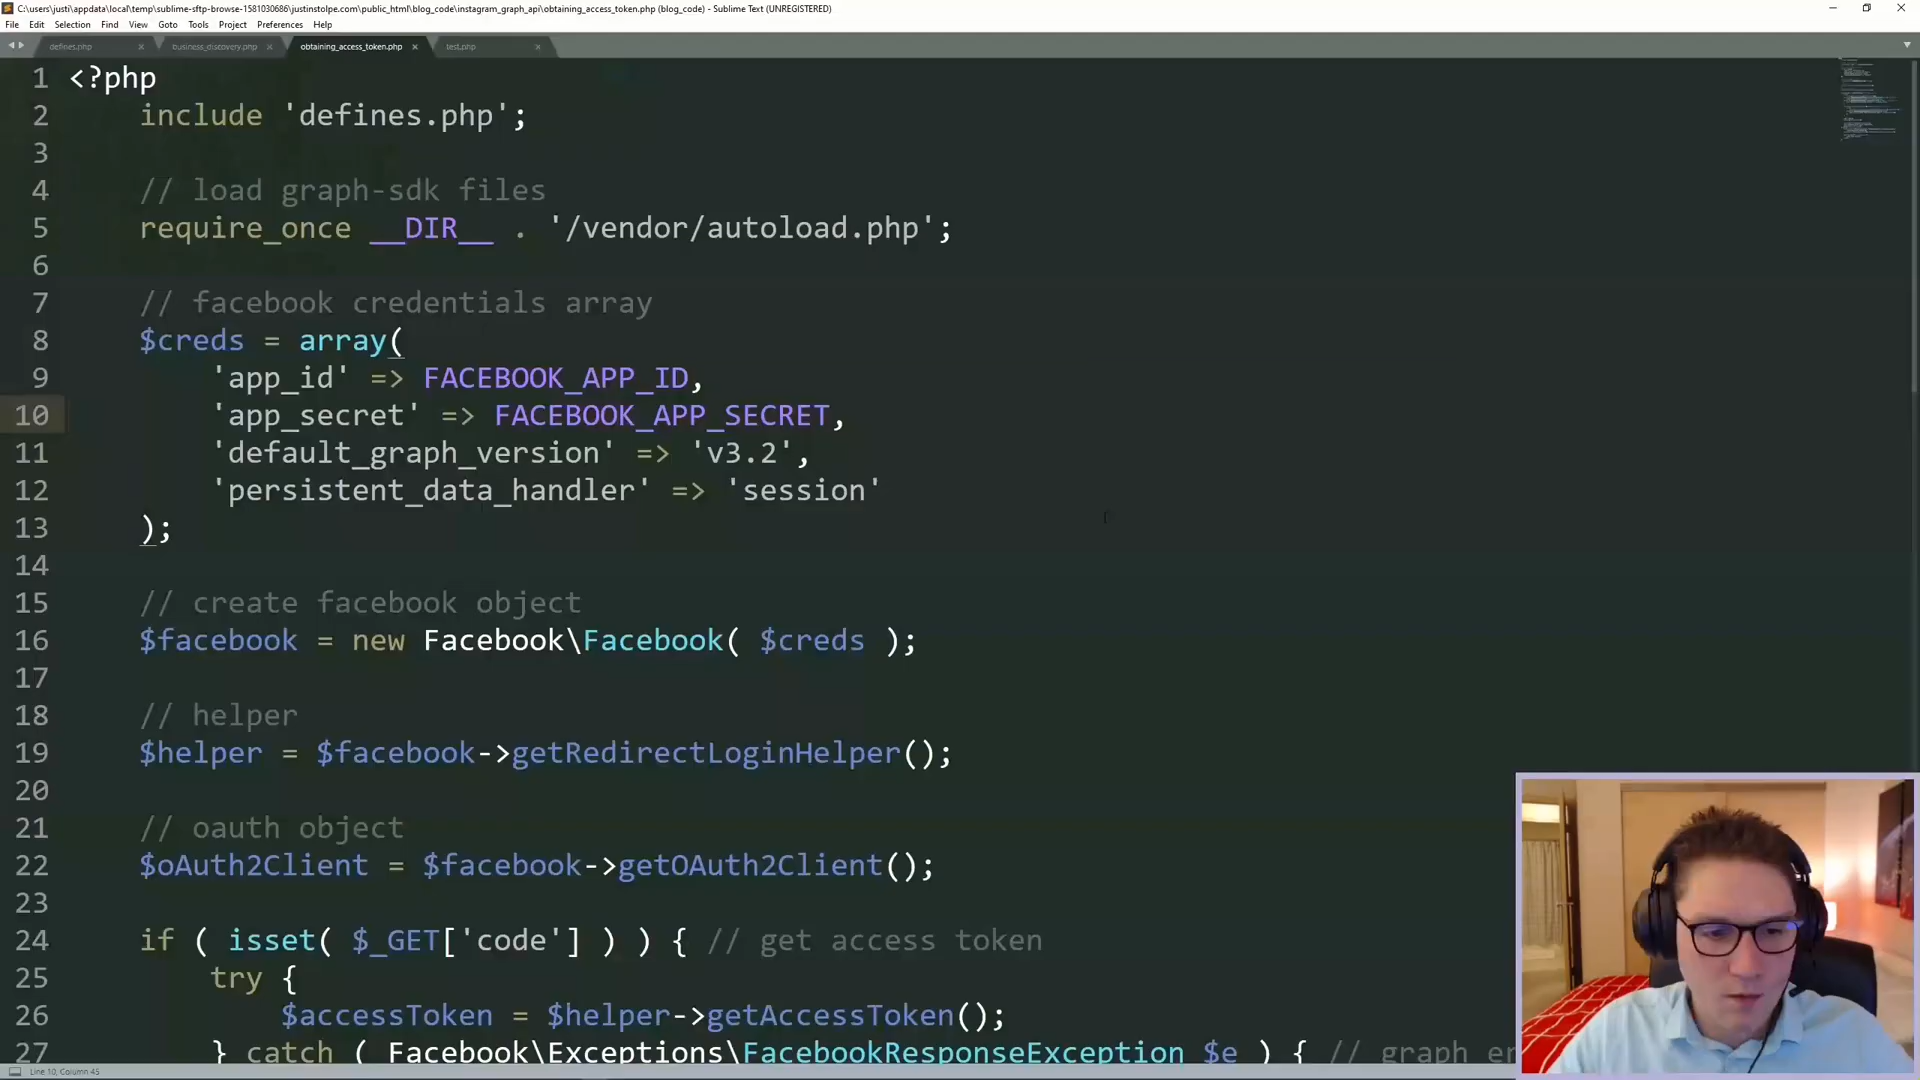 C:\users\justi\appdata\local\temp\sublime-sftp-browse-1581030686\justinstolpe.com\public_html\blog_code\instagram_graph_api\obtaining_access_token.php (blog_code) - Sublime Text (UNREGISTERED)
File Edit Selection Find View Goto Tools Project Preferences Help
defines.php business_discovery.php obtaining_access_token.php test.php
1 <?php
2 include 'defines.php';
3
4 // load graph-sdk files
5 require_once __DIR__ . '/vendor/autoload.php';
6
7 // facebook credentials array
8 $creds = array(
9 'app_id' => FACEBOOK_APP_ID,
10 'app_secret' => FACEBOOK_APP_SECRET,
11 'default_graph_version' => 'v3.2',
12 'persistent_data_handler' => 'session'
13 );
14
15 // create facebook object
16 $facebook = new Facebook\Facebook( $creds );
17
18 // helper
19 $helper = $facebook->getRedirectLoginHelper();
20
21 // oauth object
22 $oAuth2Client = $facebook->getOAuth2Client();
23
24 if ( isset( $_GET['code'] ) ) { // get access token
25 try {
26 $accessToken = $helper->getAccessToken();
27 } catch ( Facebook\Exceptions\FacebookResponseException $e ) { // graph er
Line 10, Column 45